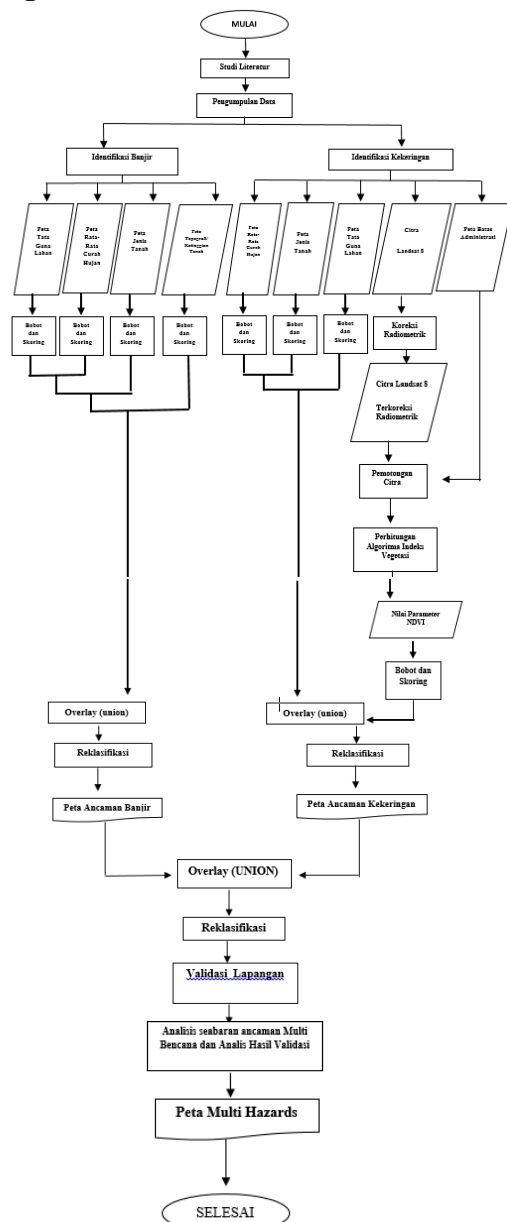 MULAI
Studi Literatur
Pengumpulan Data
Identifikasi Banjir
Identifikasi Kekeringan
Peta
Tata
Guna
Lahan
Peta
Rata-
Rata
Curah
Hujan
Peta
Jenis
Tanah
Peta
Topografi/
Ketinggian
Tanah
Peta
Rata-
Rata
Curah
Hujan
Peta
Jenis
Tanah
Peta
Tata
Guna
Lahan
Citra
Landsat 8
Peta Batas
Administrasi
Bobot
dan
Skoring
Bobot
dan
Skoring
Bobot
dan
Skoring
Bobot
dan
Skoring
Bobot
dan
Skoring
Bobot
dan
Skoring
Bobot
dan
Skoring
Koreksi
Radiometrik
Citra Landsat 8
Terkoreksi
Radiometrik
Pemotongan
Citra
Perhitungan
Algoritma Indeks
Vegetasi
Nilai Parameter
NDVI
Bobot dan
Skoring
Overlay (union)
Overlay (union)
Reklasifikasi
Reklasifikasi
Peta Ancaman Banjir
Peta Ancaman Kekeringan
Overlay (UNION)
Reklasifikasi
Validasi Lapangan
Analisis seabaran ancaman Multi
Bencana dan Analis Hasil Validasi
Peta Multi Hazards
SELESAI